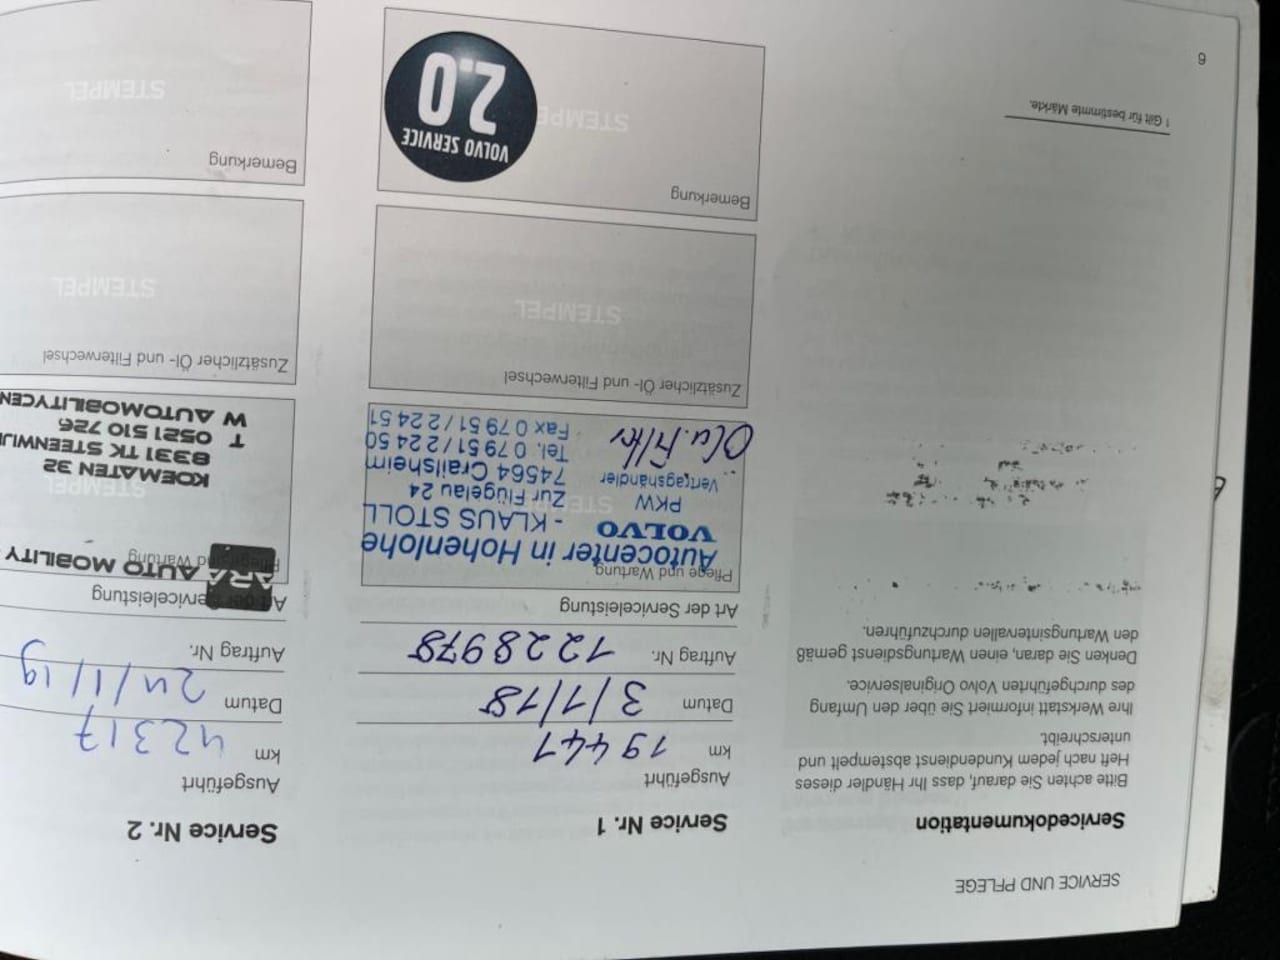 SERVICE UND PFLEGE
Servicedokumentation
Bitte achten Sie darauf, dass Ihr Händler dieses
Heft nach jedem Kundendienst abstempelt und
unterschreibt.
Ihre Werkstatt informiert Sie über den Umfang
des durchgeführten Volvo Originalservice.
Denken Sie daran, einen Wartungsdienst gemäß
den Wartungsintervallen durchzuführen.
1 Gilt für bestimmte Märkte.
6
Service Nr. 1
Ausgeführt
km 19447
Datum 3/1/18
Auftrag Nr. 1228978
Art der Serviceleistung
Pflege und Wartung
Autocenter in Hohenlohe
VOLVO - KLAUS STOLL
PKW Zur Flügelau 24
Vertragshändler 74564 Crailsheim
Tel. 0 79 51 / 2 24 50
Fax 0 79 51 / 2 24 51
STEMPEL
Zusätzlicher Öl- und Filterwechsel
STEMPEL
Bemerkung
STEMPEL
VOLVO SERVICE
2.0
Service Nr. 2
Ausgeführt
km 42317
Datum 24/11/19
Auftrag Nr.
Art der Serviceleistung
Pflege und Wartung
ARA AUTO MOBILITY
STEMPEL
KOEMATEN 32
8331 TK STEENWIJ
T 0521 510 726
W AUTOMOBILITYCEN
Zusätzlicher Öl- und Filterwechsel
STEMPEL
Bemerkung
STEMPEL